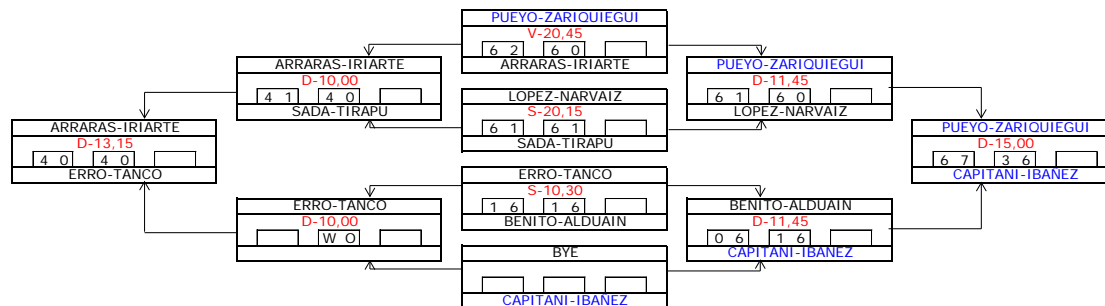 PUEYO-ZARIQUIEGUI
V-20,45
6 2 6 0
ARRARAS-IRIARTE
ARRARAS-IRIARTE
D-10,00
4 1 4 0
SADA-TIRAPU
PUEYO-ZARIQUIEGUI
D-11,45
6 1 6 0
LOPEZ-NARVAIZ
LOPEZ-NARVAIZ
S-20,15
6 1 6 1
SADA-TIRAPU
ARRARAS-IRIARTE
D-13,15
4 0 4 0
ERRO-TANCO
PUEYO-ZARIQUIEGUI
D-15,00
6 7 3 6
CAPITANI-IBAÑEZ
ERRO-TANCO
S-10,30
1 6 1 6
BENITO-ALDUAIN
ERRO-TANCO
D-10,00
W O
BENITO-ALDUAIN
D-11,45
0 6 1 6
CAPITANI-IBAÑEZ
BYE
CAPITANI-IBAÑEZ